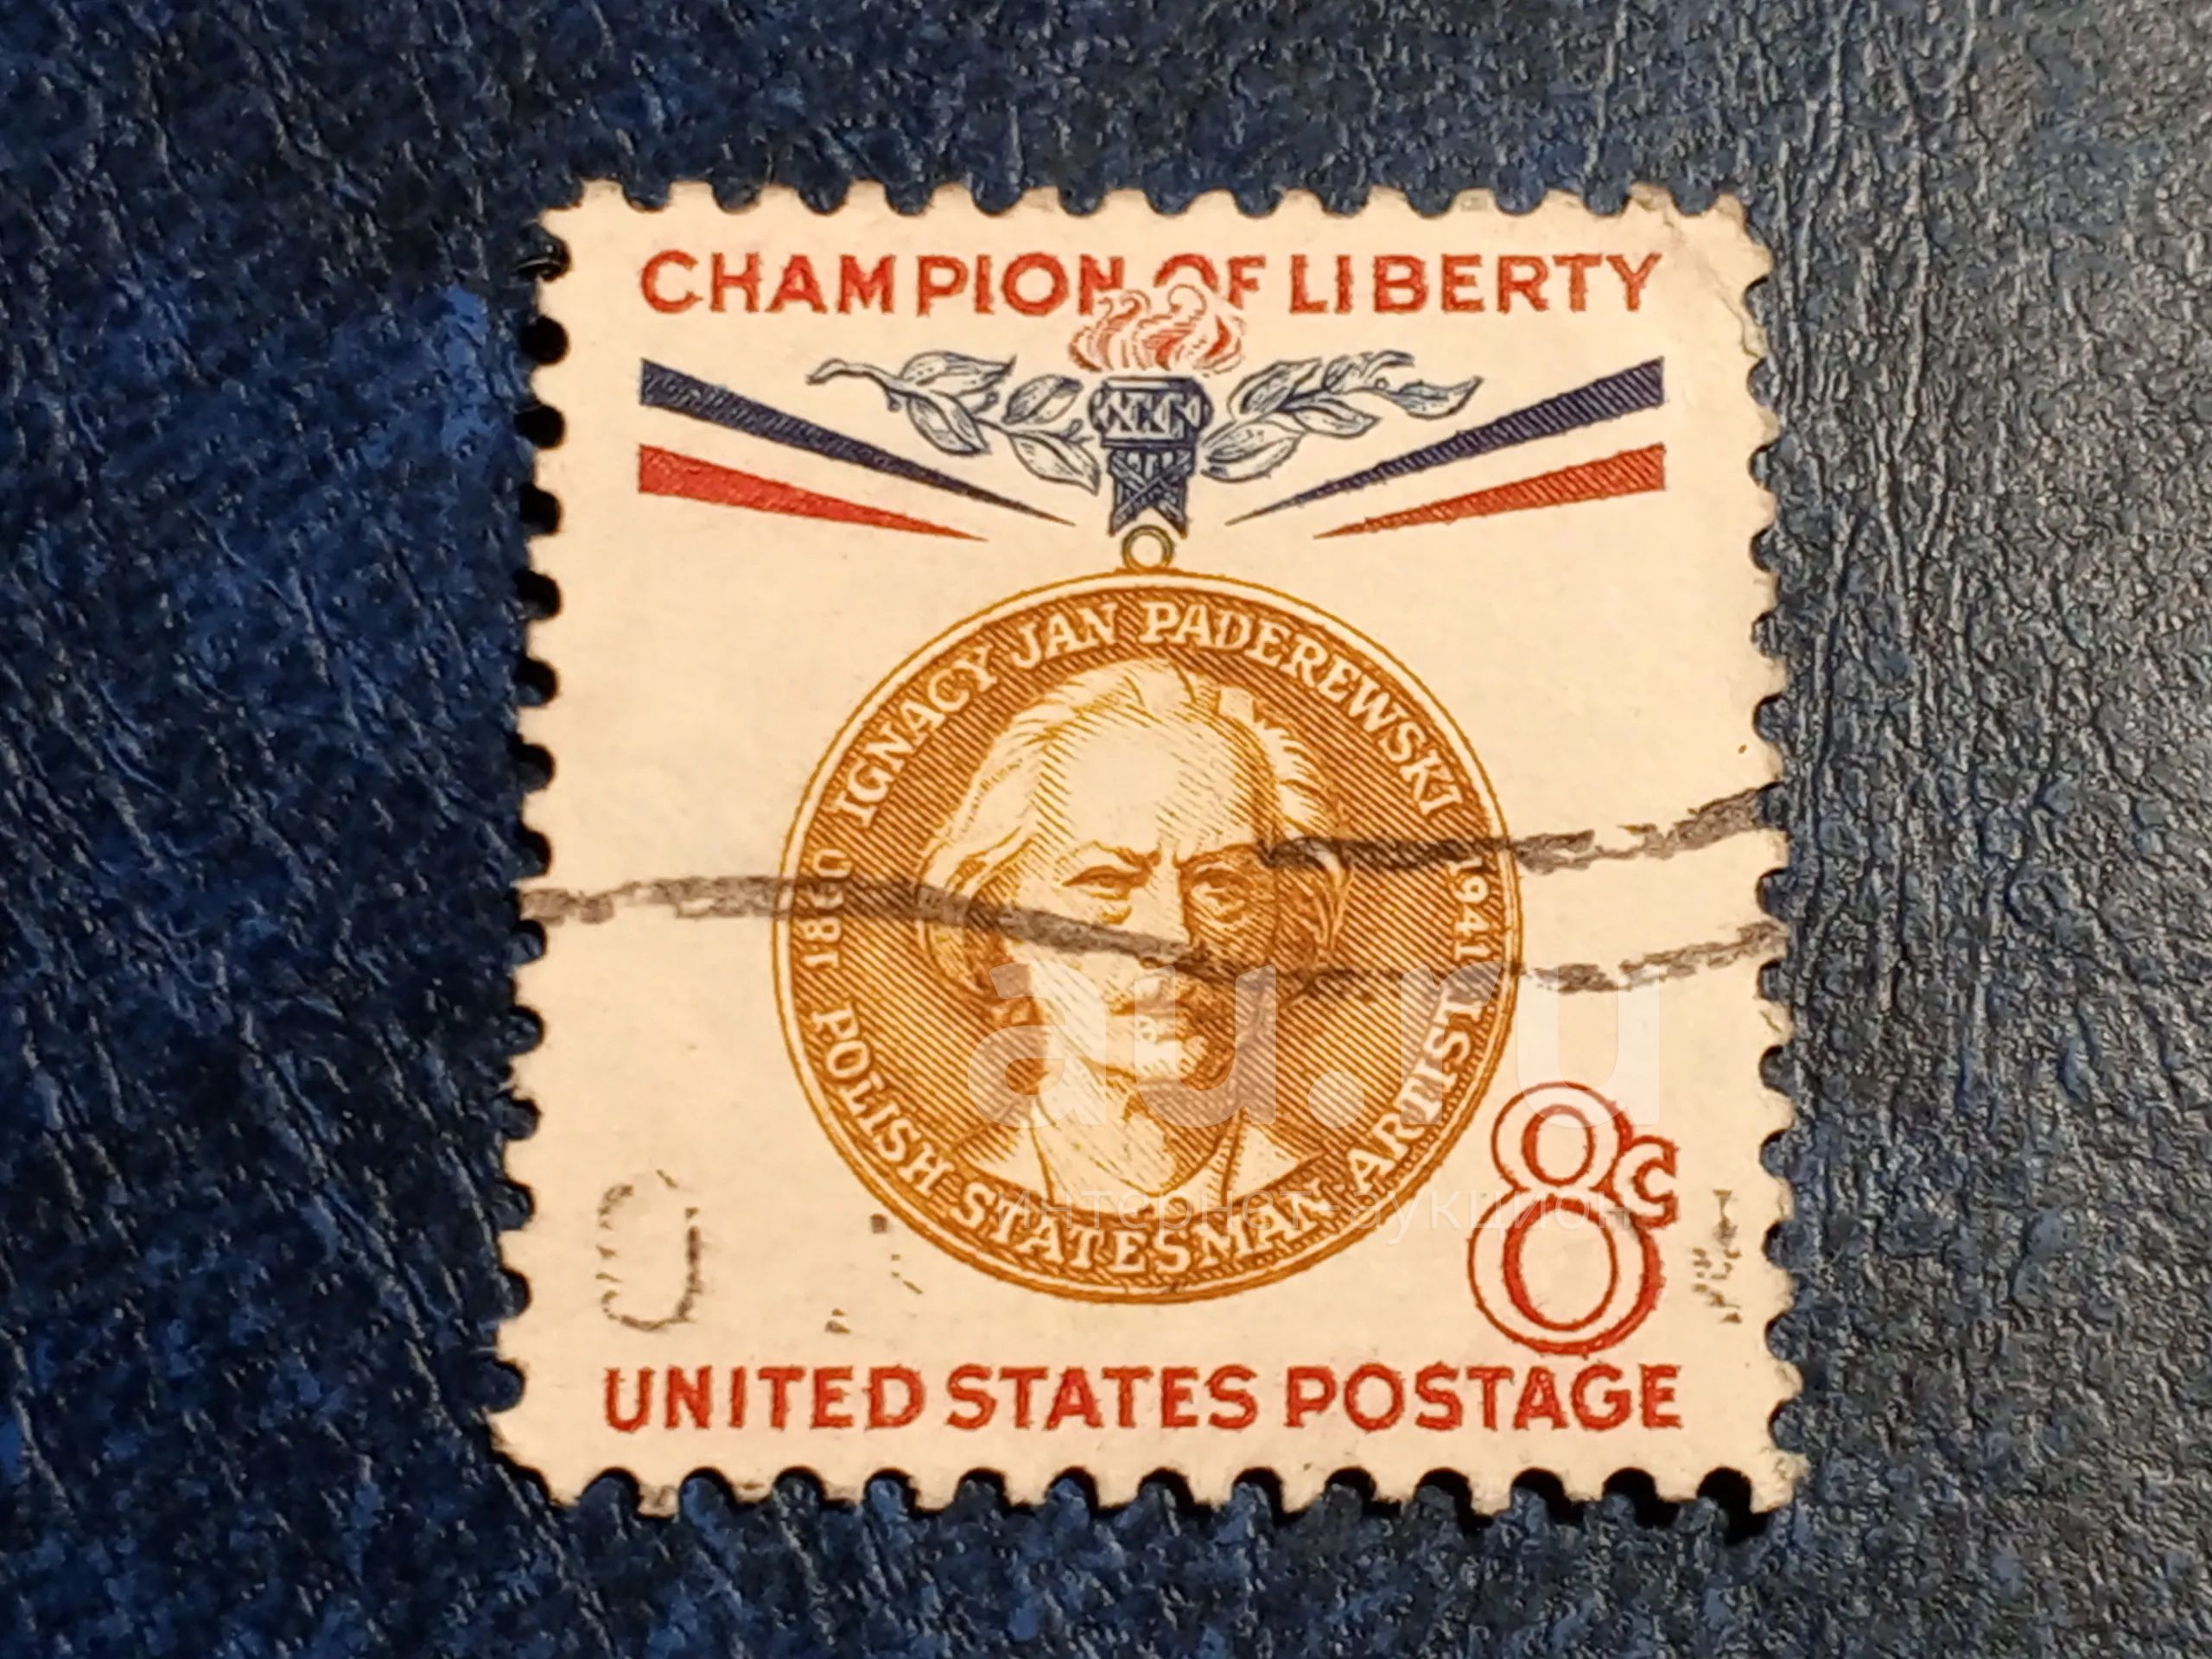 CHAMPION OF LIBERTY
IGNACY JAN PADEREWSKI
1860
1941
POLISH STATESMAN·ARTIST
au.ru
интернет-аукцион
8c
UNITED STATES POSTAGE